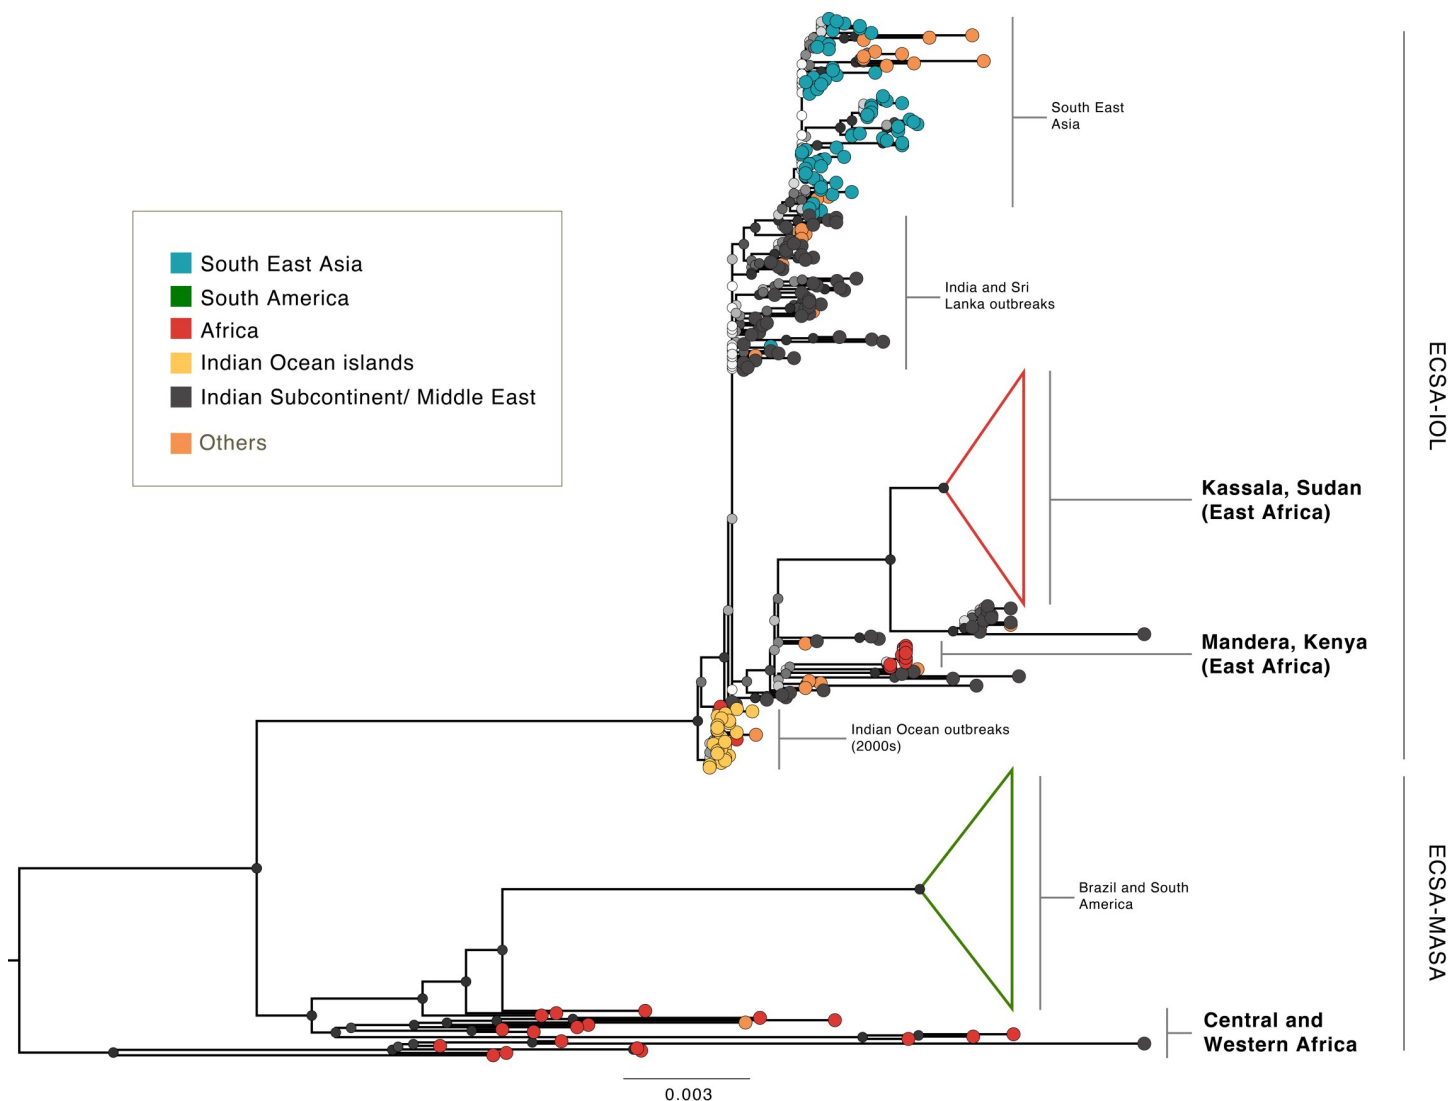 South East
Asia
South East Asia
South America
Africa
Indian Ocean islands
Indian Subcontinent/ Middle East
Others
India and Sri
Lanka outbreaks
ECSA-IOL
Kassala, Sudan
(East Africa)
Mandera, Kenya
(East Africa)
Indian Ocean outbreaks
(2000s)
Brazil and South
America
ECSA-MASA
Central and
Western Africa
0.003